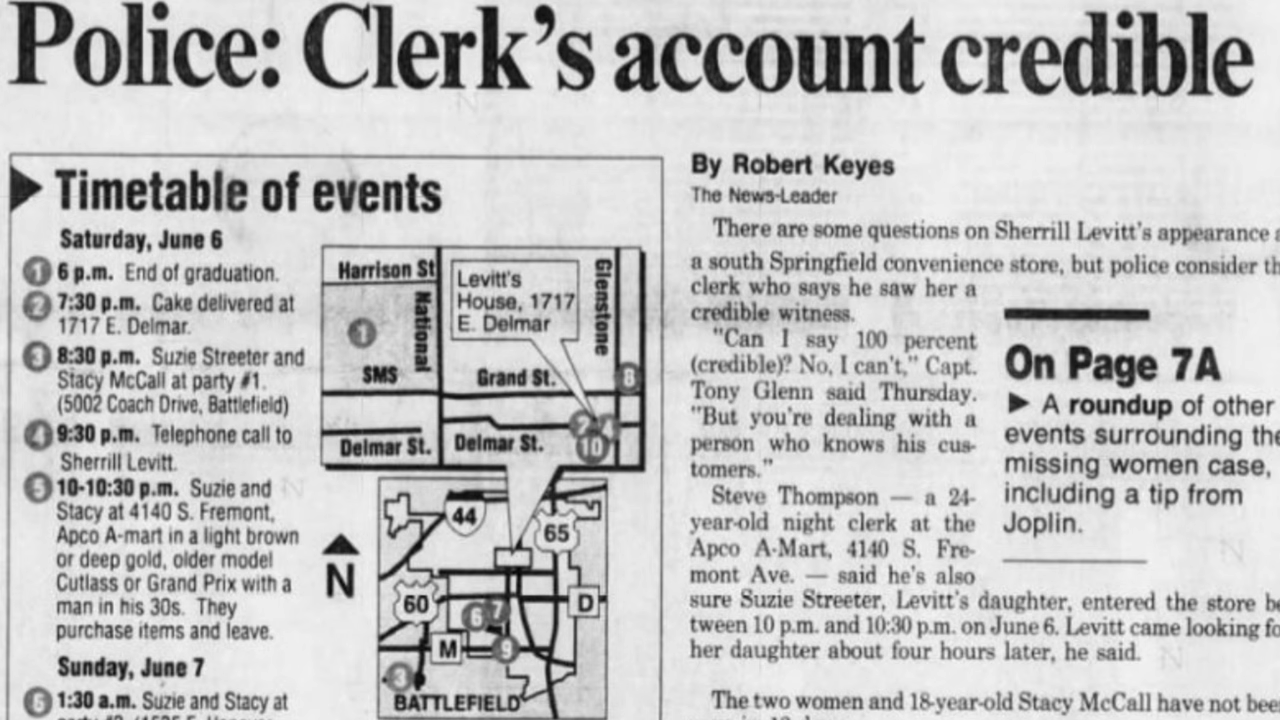 Police: Clerk's account credible
Timetable of events
Saturday, June 6
1 6 p.m. End of graduation.
2 7:30 p.m. Cake delivered at
1717 E. Delmar.
3 8:30 p.m. Suzie Streeter and
Stacy McCall at party #1.
(5002 Coach Drive, Battlefield)
4 9:30 p.m. Telephone call to
Sherrill Levitt.
5 10-10:30 p.m. Suzie and
Stacy at 4140 S. Fremont,
Apco A-mart in a light brown
or deep gold, older model
Cutlass or Grand Prix with a
man in his 30s. They
purchase items and leave.
Sunday, June 7
6 1:30 a.m. Suzie and Stacy at
Harrison St
National
Levitt's
House, 1717
E. Delmar
Glenstone
1
SMS
Grand St.
8
2 4
10
Delmar St.
Delmar St.
44
65
N
60
6 7
D
M
9
3
BATTLEFIELD
By Robert Keyes
The News-Leader
There are some questions on Sherrill Levitt's appearance
a south Springfield convenience store, but police consider
clerk who says he saw her a
credible witness.
"Can I say 100 percent
(credible)? No, I can't," Capt.
Tony Glenn said Thursday.
"But you're dealing with a
person who knows his cus-
tomers."
Steve Thompson — a 24-
year-old night clerk at the
Apco A-Mart, 4140 S. Fre-
mont Ave. — said he's also
sure Suzie Streeter, Levitt's daughter, entered the store
tween 10 p.m. and 10:30 p.m. on June 6. Levitt came looking
her daughter about four hours later, he said.
The two women and 18-year-old Stacy McCall have not
On Page 7A
A roundup of other
events surrounding the
missing women case,
including a tip from
Joplin.